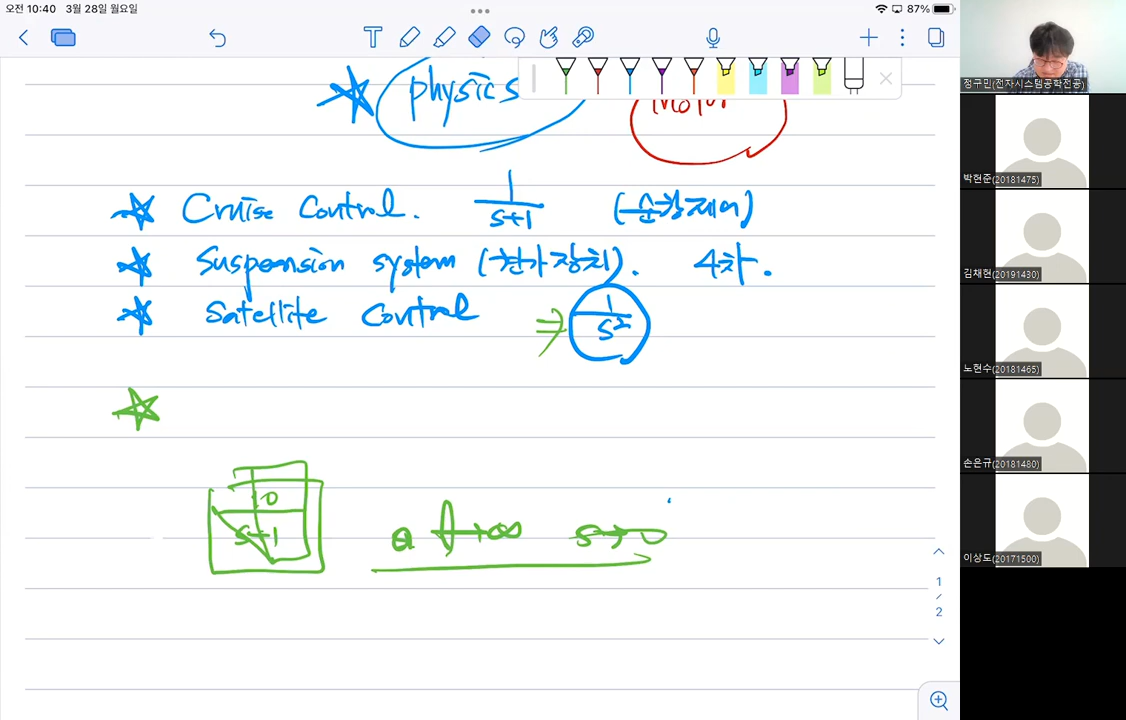 오전 10:40 3월 28일 월요일
87%
physics
Motor
Cruise Control. 1/(s+1) (순항제어)
Suspension system (현가장치). 4차.
Satellite Control ⇒ 1/s²
10
s+1
@ t→∞ s→0
1
/
2
정구민(전자시스템공학전공)
박현준(20181475)
김채현(20191430)
노현수(20181465)
손은규(20181480)
이상도(20171500)